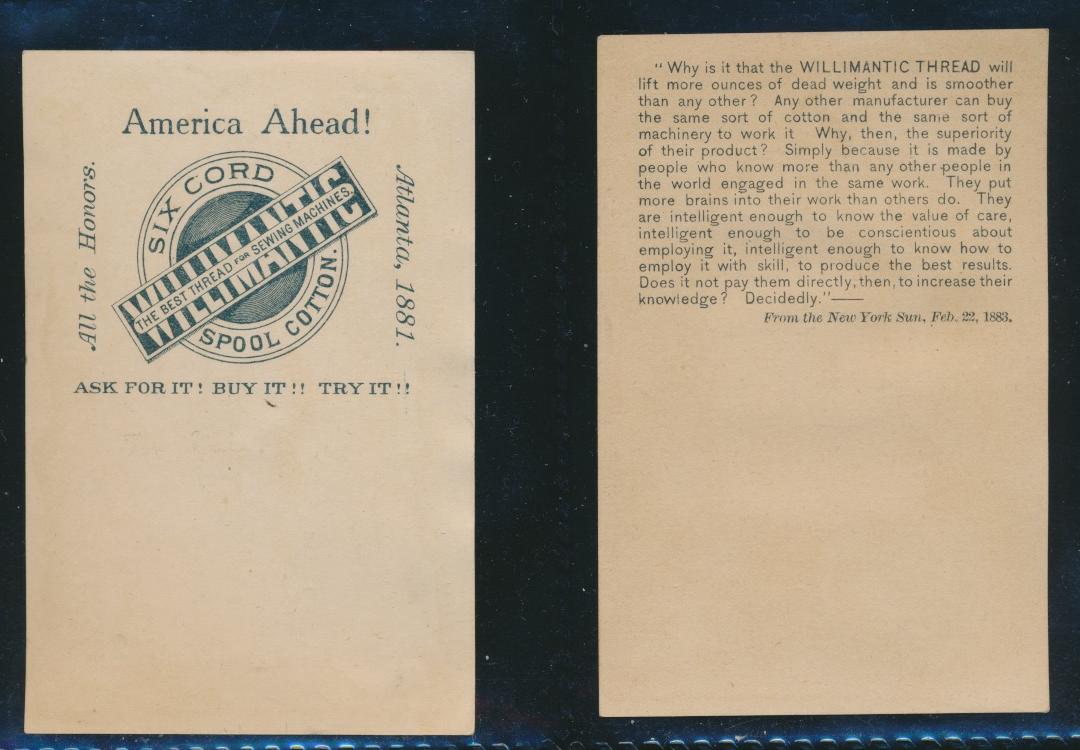 America Ahead!
All the Honors.
SIX CORD
WILLIMANTIC
THE BEST THREAD FOR SEWING MACHINES.
WILLIMANTIC
SPOOL COTTON.
Atlanta, 1881.
ASK FOR IT! BUY IT!! TRY IT!!
"Why is it that the WILLIMANTIC THREAD will
lift more ounces of dead weight and is smoother
than any other? Any other manufacturer can buy
the same sort of cotton and the same sort of
machinery to work it Why, then, the superiority
of their product? Simply because it is made by
people who know more than any other people in
the world engaged in the same work. They put
more brains into their work than others do. They
are intelligent enough to know the value of care,
intelligent enough to be conscientious about
employing it, intelligent enough to know how to
employ it with skill, to produce the best results.
Does it not pay them directly, then, to increase their
knowledge? Decidedly."——
From the New York Sun, Feb. 22, 1883.